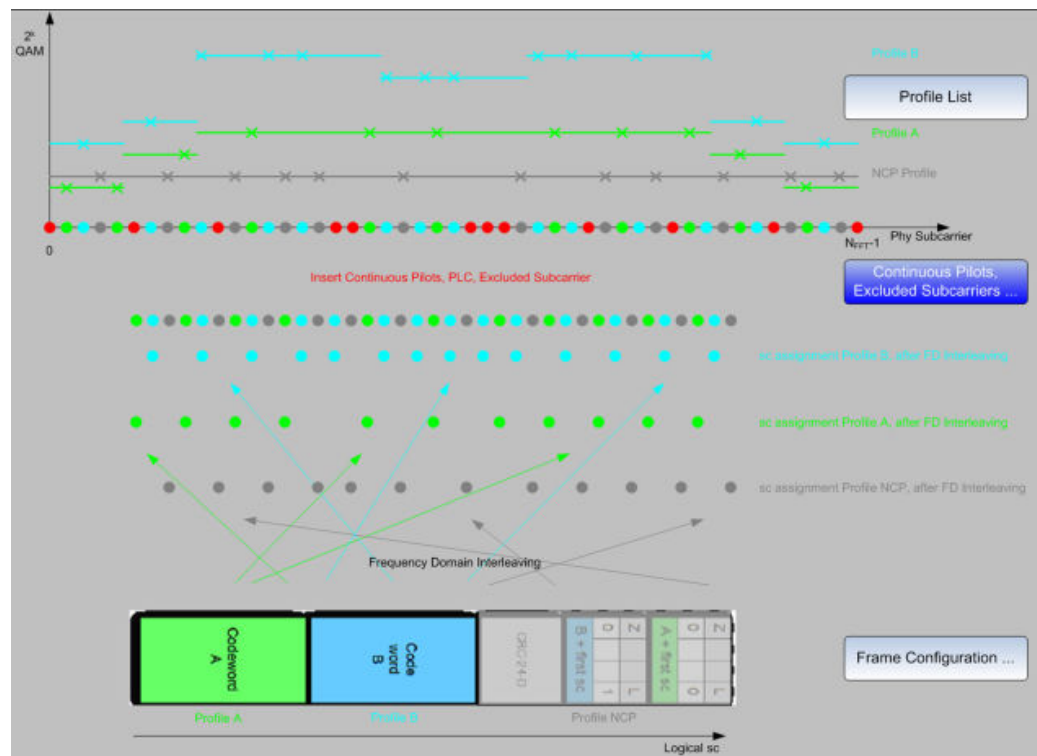 2ᵏ
QAM
Profile B
Profile List
Profile A
NCP Profile
0
N_FFT-1
Phy Subcarrier
Insert Continuous Pilots, PLC, Excluded Subcarrier
Continuous Pilots,
Excluded Subcarriers ...
sc assignment Profile B, after FD Interleaving
sc assignment Profile A, after FD Interleaving
sc assignment Profile NCP, after FD Interleaving
Frequency Domain Interleaving
Codeword
A
Code
word
B
CRC-24-D
B + first sc
0
1
Z
L
A + first sc
0
0
Z
L
Frame Configuration ...
Profile A
Profile B
Profile NCP
Logical sc